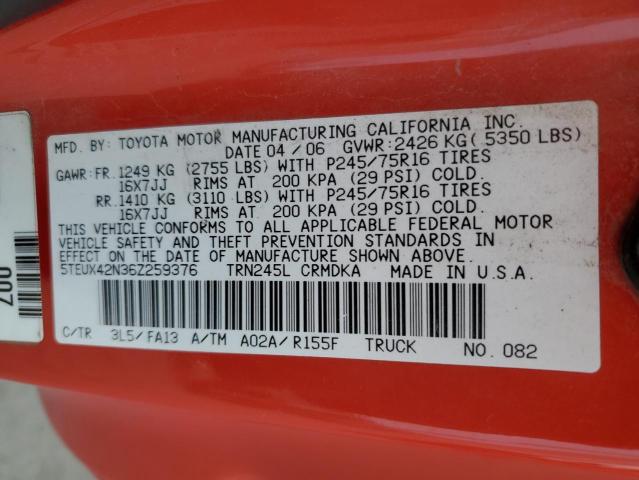 MFD. BY: TOYOTA MOTOR MANUFACTURING CALIFORNIA INC.
DATE 04 / 06 GVWR: 2426 KG( 5350 LBS)
GAWR: FR. 1249 KG (2755 LBS) WITH P245/75R16 TIRES
16X7JJ RIMS AT 200 KPA (29 PSI) COLD.
RR. 1410 KG (3110 LBS) WITH P245/75R16 TIRES
16X7JJ RIMS AT 200 KPA (29 PSI) COLD.
THIS VEHICLE CONFORMS TO ALL APPLICABLE FEDERAL MOTOR
VEHICLE SAFETY AND THEFT PREVENTION STANDARDS IN
EFFECT ON THE DATE OF MANUFACTURE SHOWN ABOVE.
5TEUX42N36Z259376 TRN245L CRMDKA MADE IN U.S.A.
C/TR 3L5/FA13 A/TM A02A/R155F TRUCK NO. 082
007